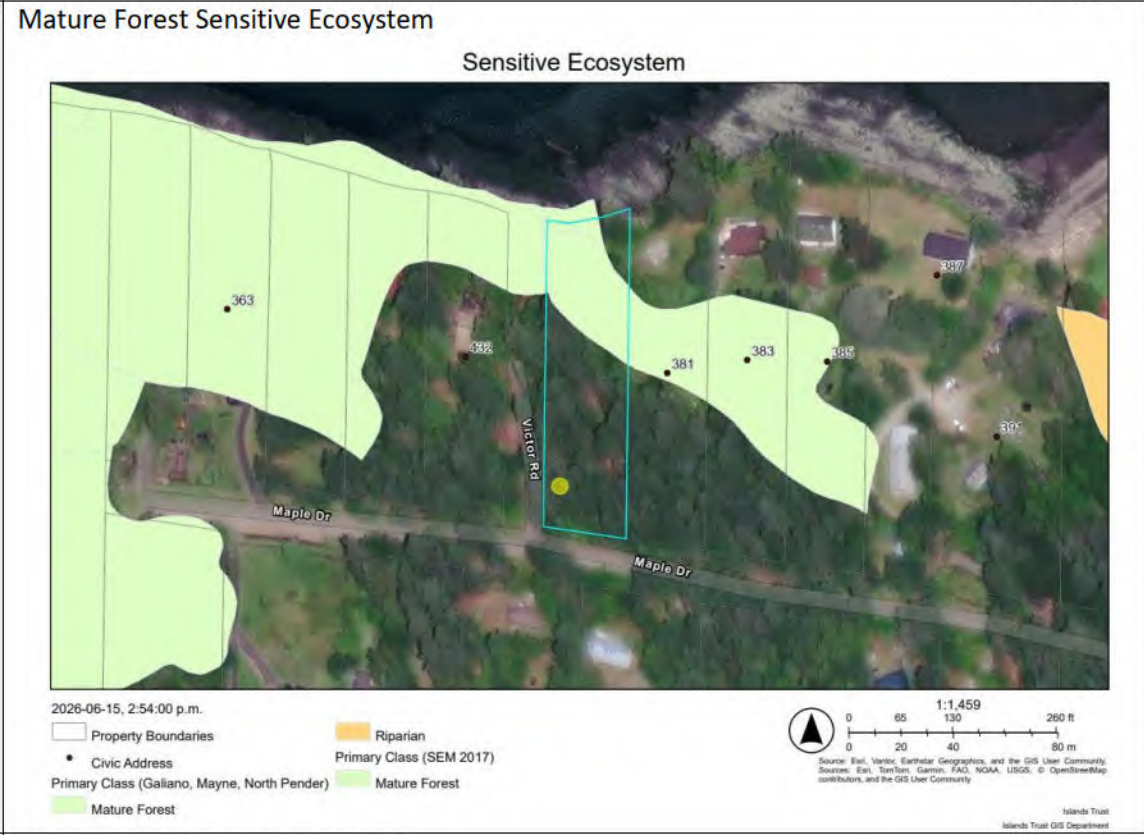 Mature Forest Sensitive Ecosystem
Sensitive Ecosystem
387
363
432
383
385
381
391
Victor Rd
Maple Dr
Maple Dr
2026-06-15, 2:54:00 p.m.
Property Boundaries
Civic Address
Primary Class (Galiano, Mayne, North Pender)
Mature Forest
Riparian
Primary Class (SEM 2017)
Mature Forest
1:1,459
0 65 130 260 ft
0 20 40 80 m
Source: Esri, Vantor, Earthstar Geographics, and the GIS User Community,
Sources: Esri, TomTom, Garmin, FAO, NOAA, USGS, © OpenStreetMap
contributors, and the GIS User Community
Islands Trust
Islands Trust GIS Department